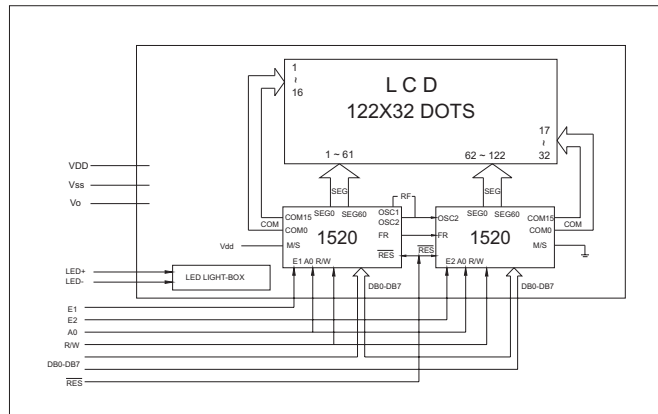 1
~
16
L C D
122X32 DOTS
17
~
32
1 ~ 61
62 ~ 122
VDD
Vss
Vo
SEG
RF
SEG
COM
COM15
SEG0
SEG60
OSC1
OSC2
COM0
FR
1520
M/S
RES
E1 A0 R/W
Vdd
OSC2
SEG0
SEG60
COM15
COM0
FR
1520
M/S
RES
E2 A0 R/W
COM
LED+
LED-
LED LIGHT-BOX
DB0-DB7
DB0-DB7
E1
E2
A0
R/W
DB0-DB7
RES